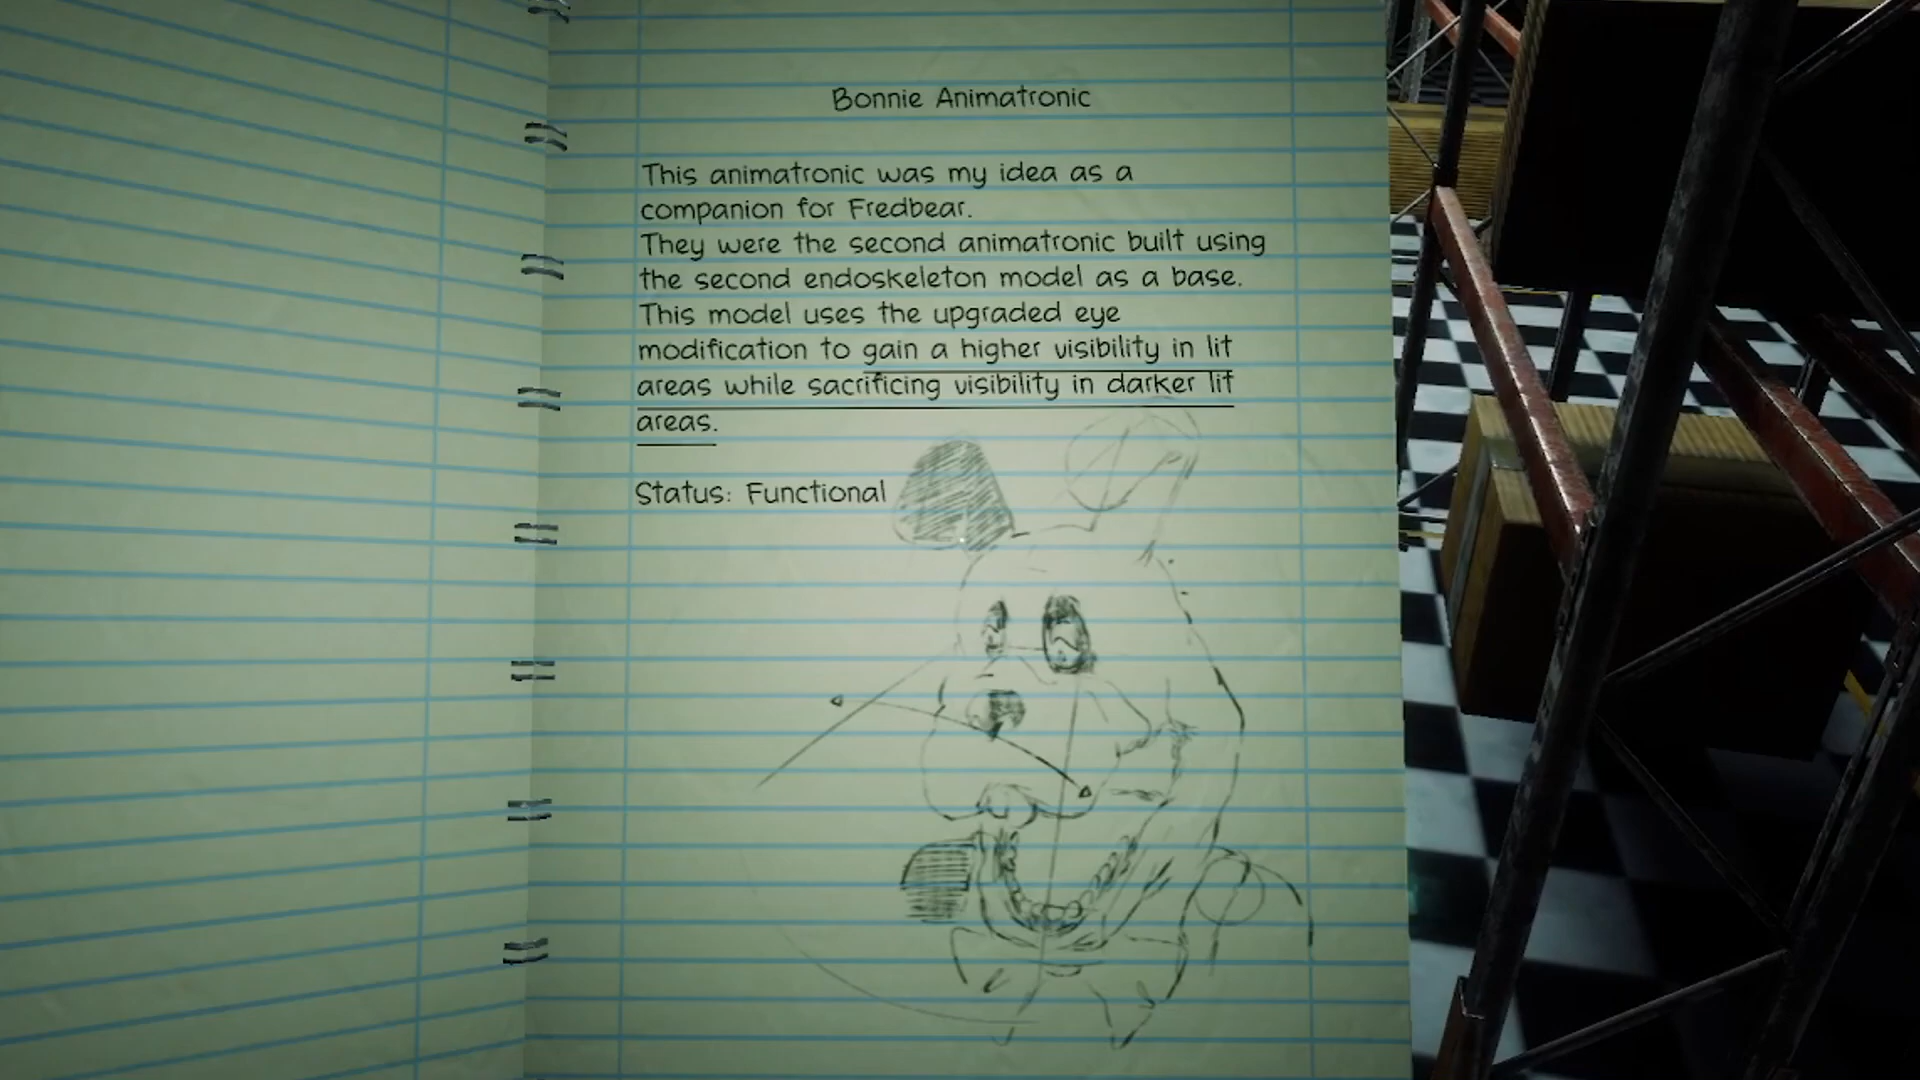 Bonnie Animatronic
This animatronic was my idea as a
companion for Fredbear.
They were the second animatronic built using
the second endoskeleton model as a base.
This model uses the upgraded eye
modification to gain a higher visibility in lit
areas while sacrificing visibility in darker lit
areas.
Status: Functional